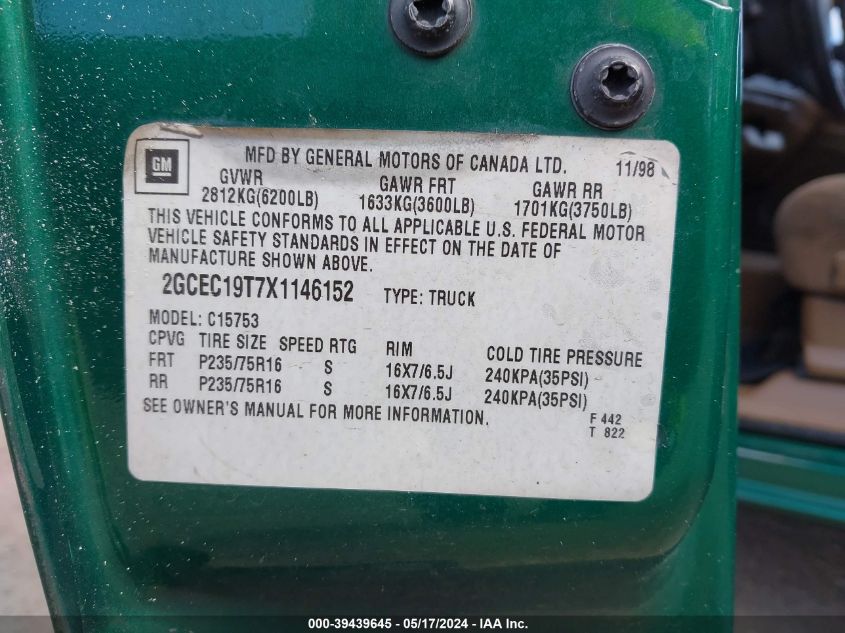 GM
MFD BY GENERAL MOTORS OF CANADA LTD. 11/98
GVWR GAWR FRT GAWR RR
2812KG(6200LB) 1633KG(3600LB) 1701KG(3750LB)
THIS VEHICLE CONFORMS TO ALL APPLICABLE U.S. FEDERAL MOTOR
VEHICLE SAFETY STANDARDS IN EFFECT ON THE DATE OF
MANUFACTURE SHOWN ABOVE.
2GCEC19T7X1146152 TYPE: TRUCK
MODEL: C15753
CPVG TIRE SIZE SPEED RTG RIM COLD TIRE PRESSURE
FRT P235/75R16 S 16X7/6.5J 240KPA(35PSI)
RR P235/75R16 S 16X7/6.5J 240KPA(35PSI)
SEE OWNER'S MANUAL FOR MORE INFORMATION.
F 442
T 822
000-39439645 - 05/17/2024 - IAA Inc.